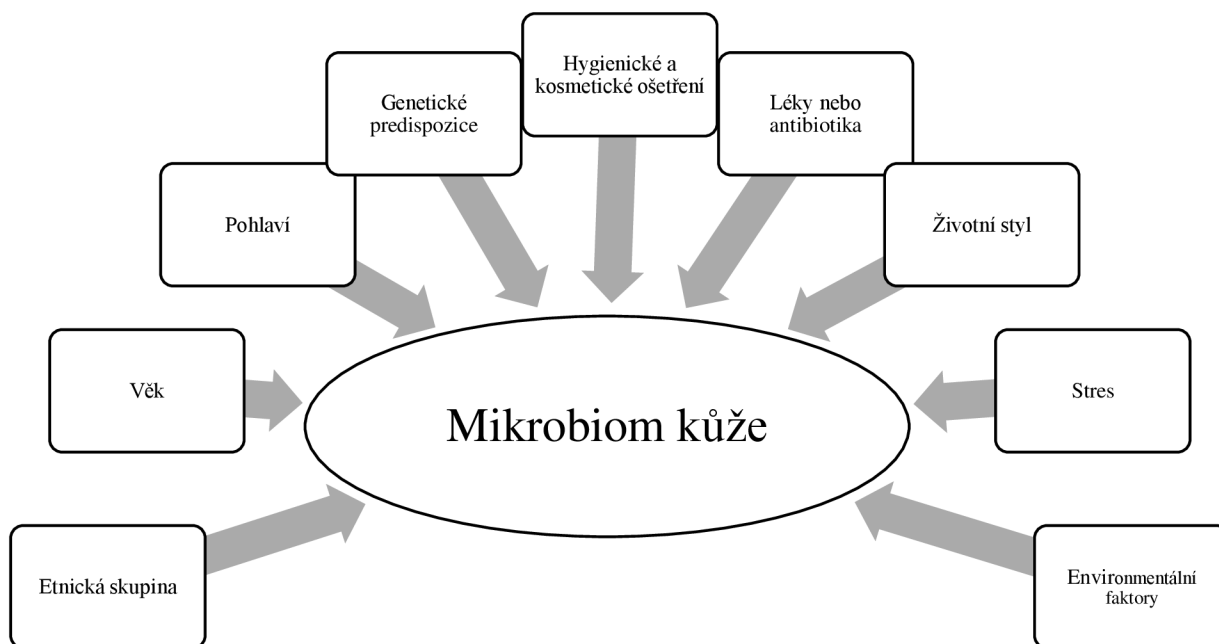 Hygienické a
kosmetické ošetření
Genetické
predispozice
Léky nebo
antibiotika
Pohlaví
Životní styl
Věk
Stres
Mikrobiom kůže
Etnická skupina
Environmentální
faktory